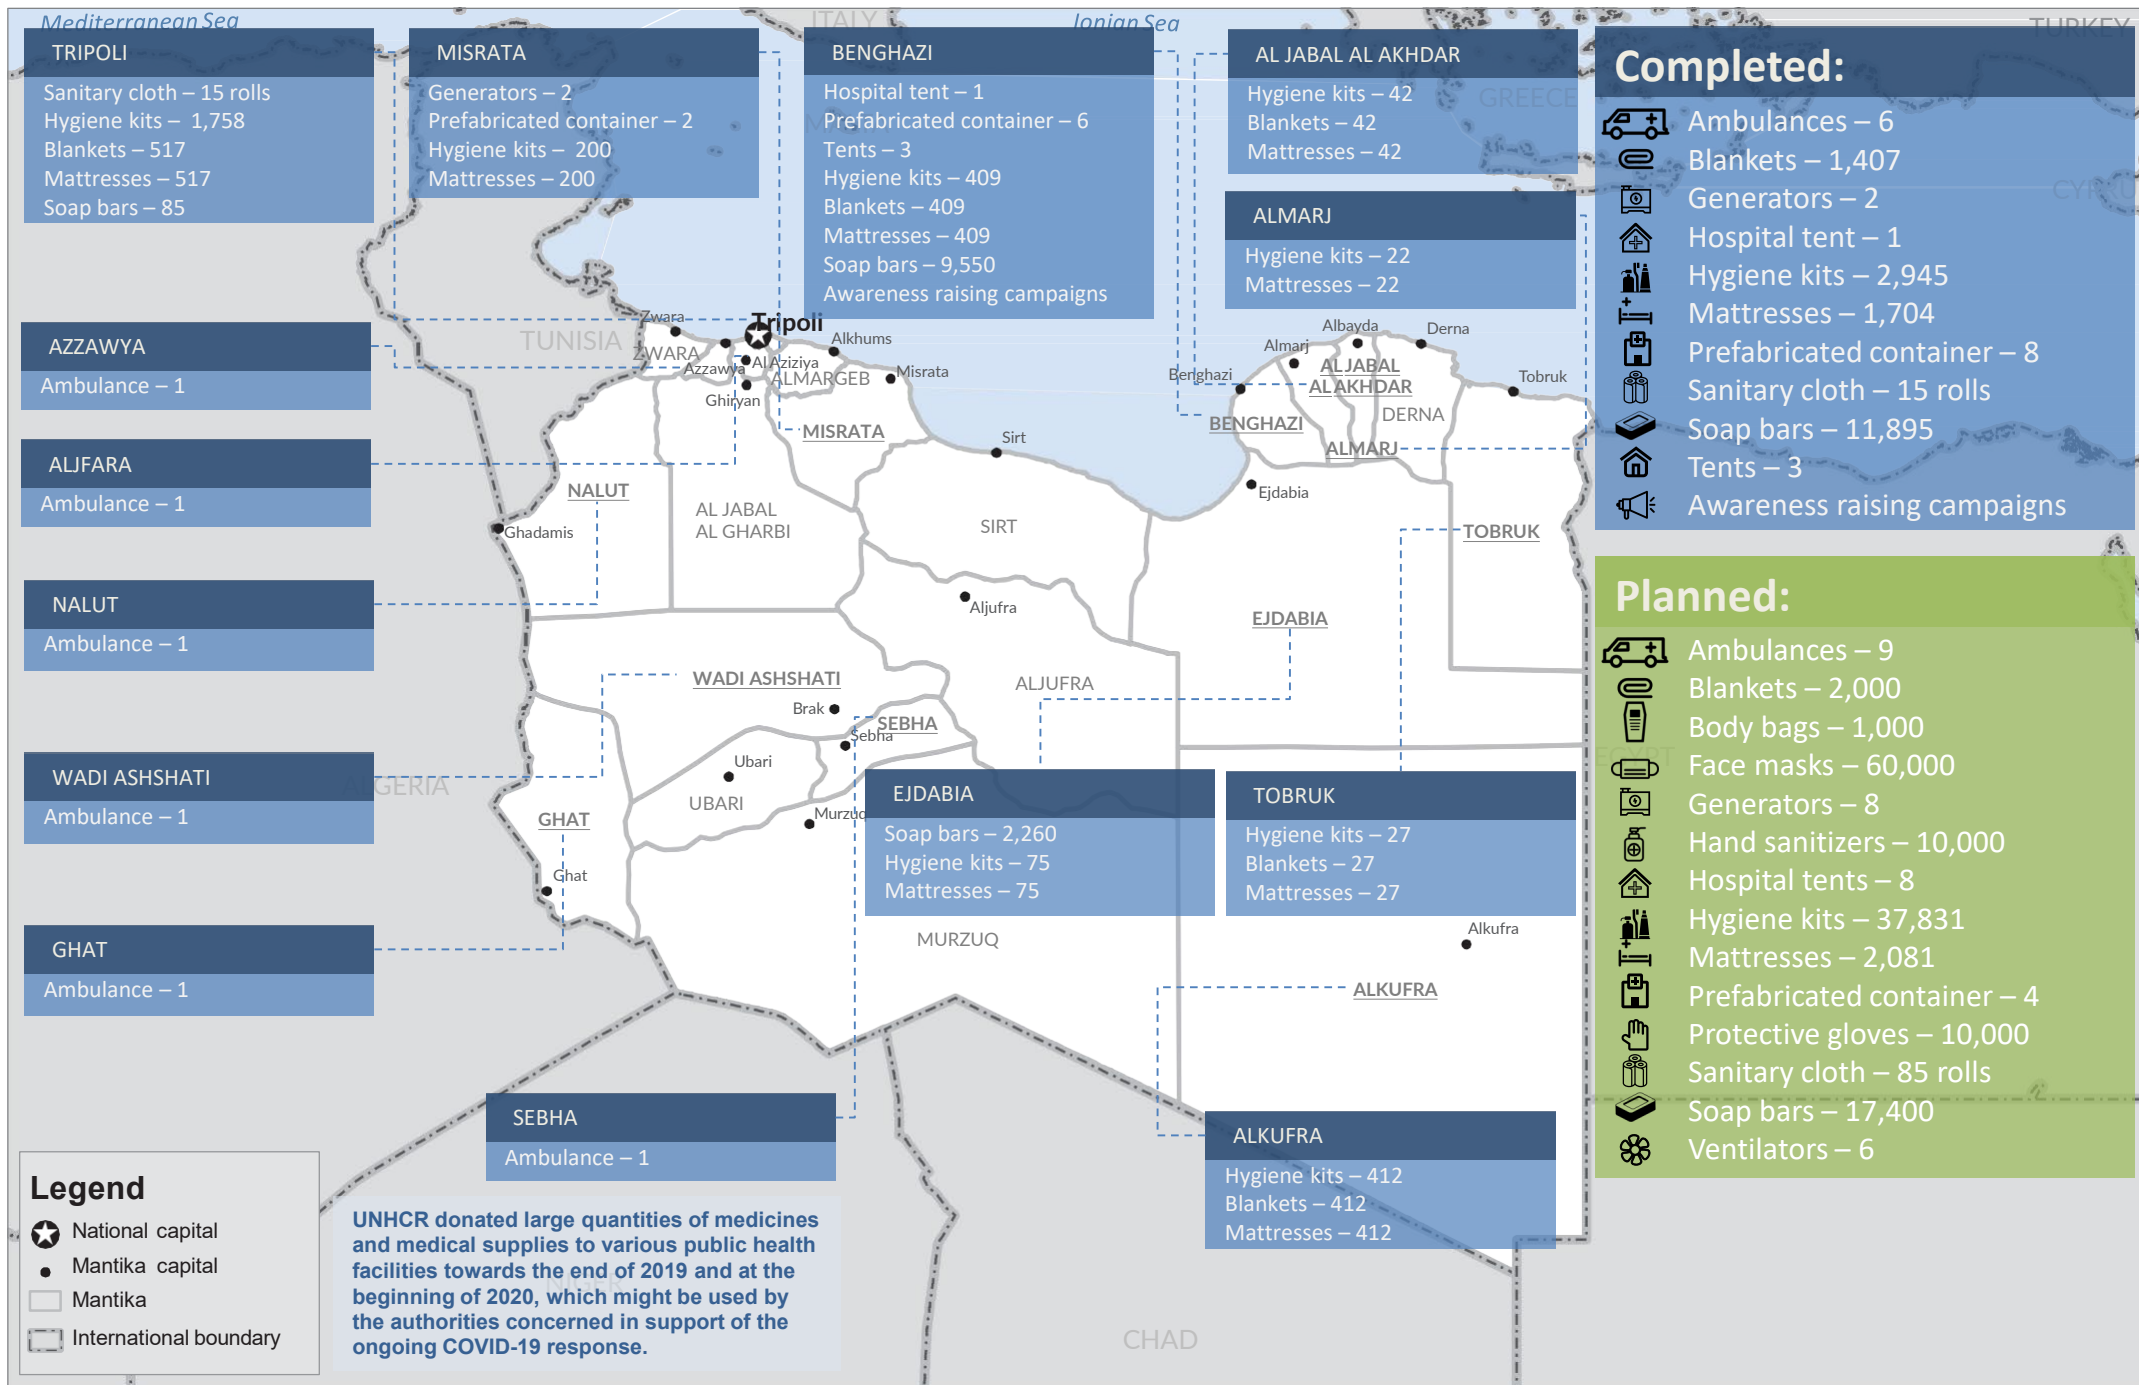 Mediterranean Sea
ITALY
Ionian Sea
TURKEY
GREECE
TRIPOLI
Sanitary cloth – 15 rolls
Hygiene kits – 1,758
Blankets – 517
Mattresses – 517
Soap bars – 85
MISRATA
Generators – 2
Prefabricated container – 2
Hygiene kits – 200
Mattresses – 200
BENGHAZI
Hospital tent – 1
Prefabricated container – 6
Tents – 3
Hygiene kits – 409
Blankets – 409
Mattresses – 409
Soap bars – 9,550
Awareness raising campaigns
AL JABAL AL AKHDAR
Hygiene kits – 42
Blankets – 42
Mattresses – 42
ALMARJ
Hygiene kits – 22
Mattresses – 22
Completed:
Ambulances – 6
Blankets – 1,407
Generators – 2
Hospital tent – 1
Hygiene kits – 2,945
Mattresses – 1,704
Prefabricated container – 8
Sanitary cloth – 15 rolls
Soap bars – 11,895
Tents – 3
Awareness raising campaigns
Planned:
Ambulances – 9
Blankets – 2,000
Body bags – 1,000
Face masks – 60,000
Generators – 8
Hand sanitizers – 10,000
Hospital tents – 8
Hygiene kits – 37,831
Mattresses – 2,081
Prefabricated container – 4
Protective gloves – 10,000
Sanitary cloth – 85 rolls
Soap bars – 17,400
Ventilators – 6
AZZAWYA
Ambulance – 1
ALJFARA
Ambulance – 1
NALUT
Ambulance – 1
WADI ASHSHATI
Ambulance – 1
GHAT
Ambulance – 1
SEBHA
Ambulance – 1
EJDABIA
Soap bars – 2,260
Hygiene kits – 75
Mattresses – 75
TOBRUK
Hygiene kits – 27
Blankets – 27
Mattresses – 27
ALKUFRA
Hygiene kits – 412
Blankets – 412
Mattresses – 412
TUNISIA
Zwara
ZWARA
Tripoli
Azzawya
Al Aziziya
Alkhums
ALMARGEB
Ghiryan
Misrata
MISRATA
Sirt
SIRT
Benghazi
BENGHAZI
Almarj
Albayda
Derna
AL JABAL
AL AKHDAR
DERNA
ALMARJ
Tobruk
TOBRUK
Ejdabia
EJDABIA
NALUT
Ghadamis
AL JABAL
AL GHARBI
Aljufra
ALJUFRA
WADI ASHSHATI
Brak
SEBHA
Sebha
Ubari
UBARI
Murzuq
MURZUQ
GHAT
Ghat
Alkufra
ALKUFRA
ALGERIA
EGYPT
NIGER
CHAD
Legend
National capital
Mantika capital
Mantika
International boundary
UNHCR donated large quantities of medicines
and medical supplies to various public health
facilities towards the end of 2019 and at the
beginning of 2020, which might be used by
the authorities concerned in support of the
ongoing COVID-19 response.